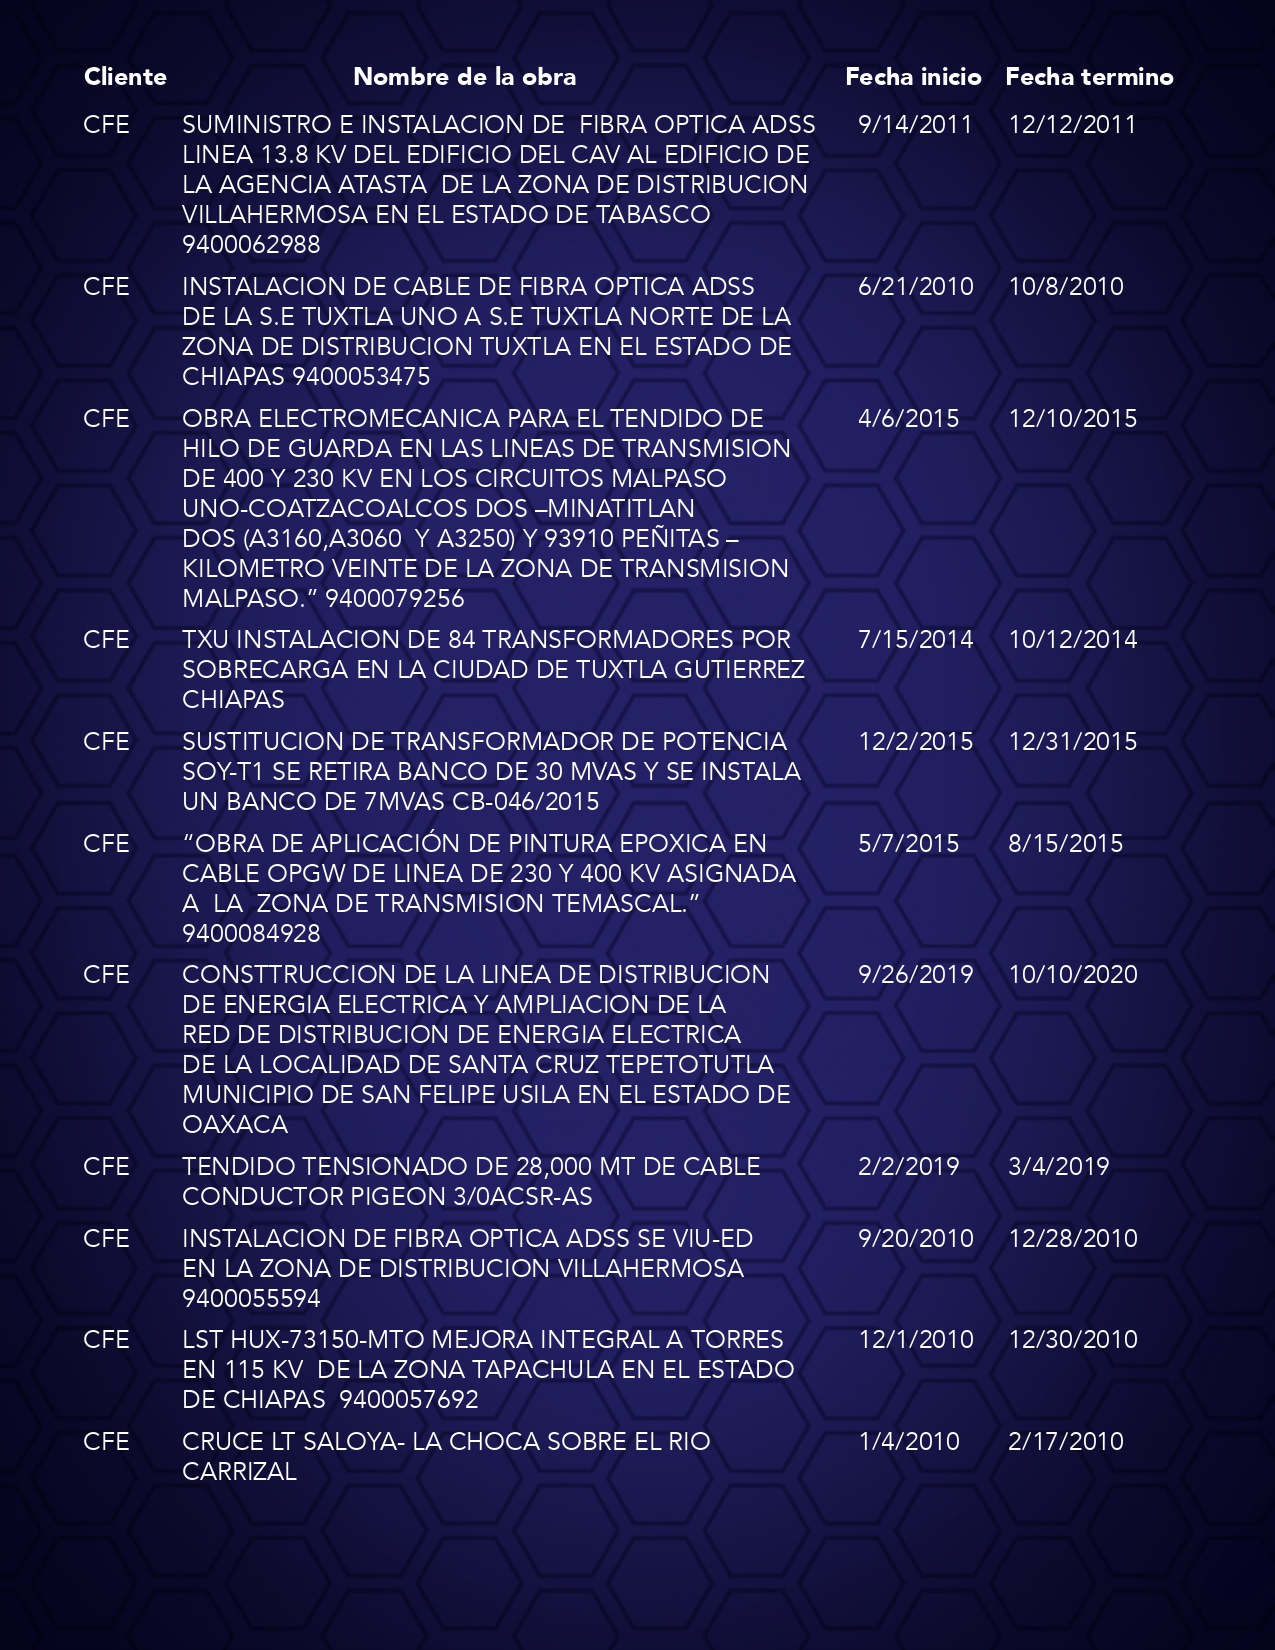 Cliente Nombre de la obra Fecha inicio Fecha termino
CFE SUMINISTRO E INSTALACION DE  FIBRA OPTICA ADSS 9/14/2011 12/12/2011
LINEA 13.8 KV DEL EDIFICIO DEL CAV AL EDIFICIO DE
LA AGENCIA ATASTA  DE LA ZONA DE DISTRIBUCION
VILLAHERMOSA EN EL ESTADO DE TABASCO
9400062988
CFE INSTALACION DE CABLE DE FIBRA OPTICA ADSS 6/21/2010 10/8/2010
DE LA S.E TUXTLA UNO A S.E TUXTLA NORTE DE LA
ZONA DE DISTRIBUCION TUXTLA EN EL ESTADO DE
CHIAPAS 9400053475
CFE OBRA ELECTROMECANICA PARA EL TENDIDO DE 4/6/2015 12/10/2015
HILO DE GUARDA EN LAS LINEAS DE TRANSMISION
DE 400 Y 230 KV EN LOS CIRCUITOS MALPASO
UNO-COATZACOALCOS DOS –MINATITLAN
DOS (A3160,A3060  Y A3250) Y 93910 PEÑITAS –
KILOMETRO VEINTE DE LA ZONA DE TRANSMISION
MALPASO.” 9400079256
CFE TXU INSTALACION DE 84 TRANSFORMADORES POR 7/15/2014 10/12/2014
SOBRECARGA EN LA CIUDAD DE TUXTLA GUTIERREZ
CHIAPAS
CFE SUSTITUCION DE TRANSFORMADOR DE POTENCIA 12/2/2015 12/31/2015
SOY-T1 SE RETIRA BANCO DE 30 MVAS Y SE INSTALA
UN BANCO DE 7MVAS CB-046/2015
CFE “OBRA DE APLICACIÓN DE PINTURA EPOXICA EN 5/7/2015 8/15/2015
CABLE OPGW DE LINEA DE 230 Y 400 KV ASIGNADA
A  LA  ZONA DE TRANSMISION TEMASCAL.”
9400084928
CFE CONSTTRUCCION DE LA LINEA DE DISTRIBUCION 9/26/2019 10/10/2020
DE ENERGIA ELECTRICA Y AMPLIACION DE LA
RED DE DISTRIBUCION DE ENERGIA ELECTRICA
DE LA LOCALIDAD DE SANTA CRUZ TEPETOTUTLA
MUNICIPIO DE SAN FELIPE USILA EN EL ESTADO DE
OAXACA
CFE TENDIDO TENSIONADO DE 28,000 MT DE CABLE 2/2/2019 3/4/2019
CONDUCTOR PIGEON 3/0ACSR-AS
CFE INSTALACION DE FIBRA OPTICA ADSS SE VIU-ED 9/20/2010 12/28/2010
EN LA ZONA DE DISTRIBUCION VILLAHERMOSA
9400055594
CFE LST HUX-73150-MTO MEJORA INTEGRAL A TORRES 12/1/2010 12/30/2010
EN 115 KV  DE LA ZONA TAPACHULA EN EL ESTADO
DE CHIAPAS  9400057692
CFE CRUCE LT SALOYA- LA CHOCA SOBRE EL RIO 1/4/2010 2/17/2010
CARRIZAL